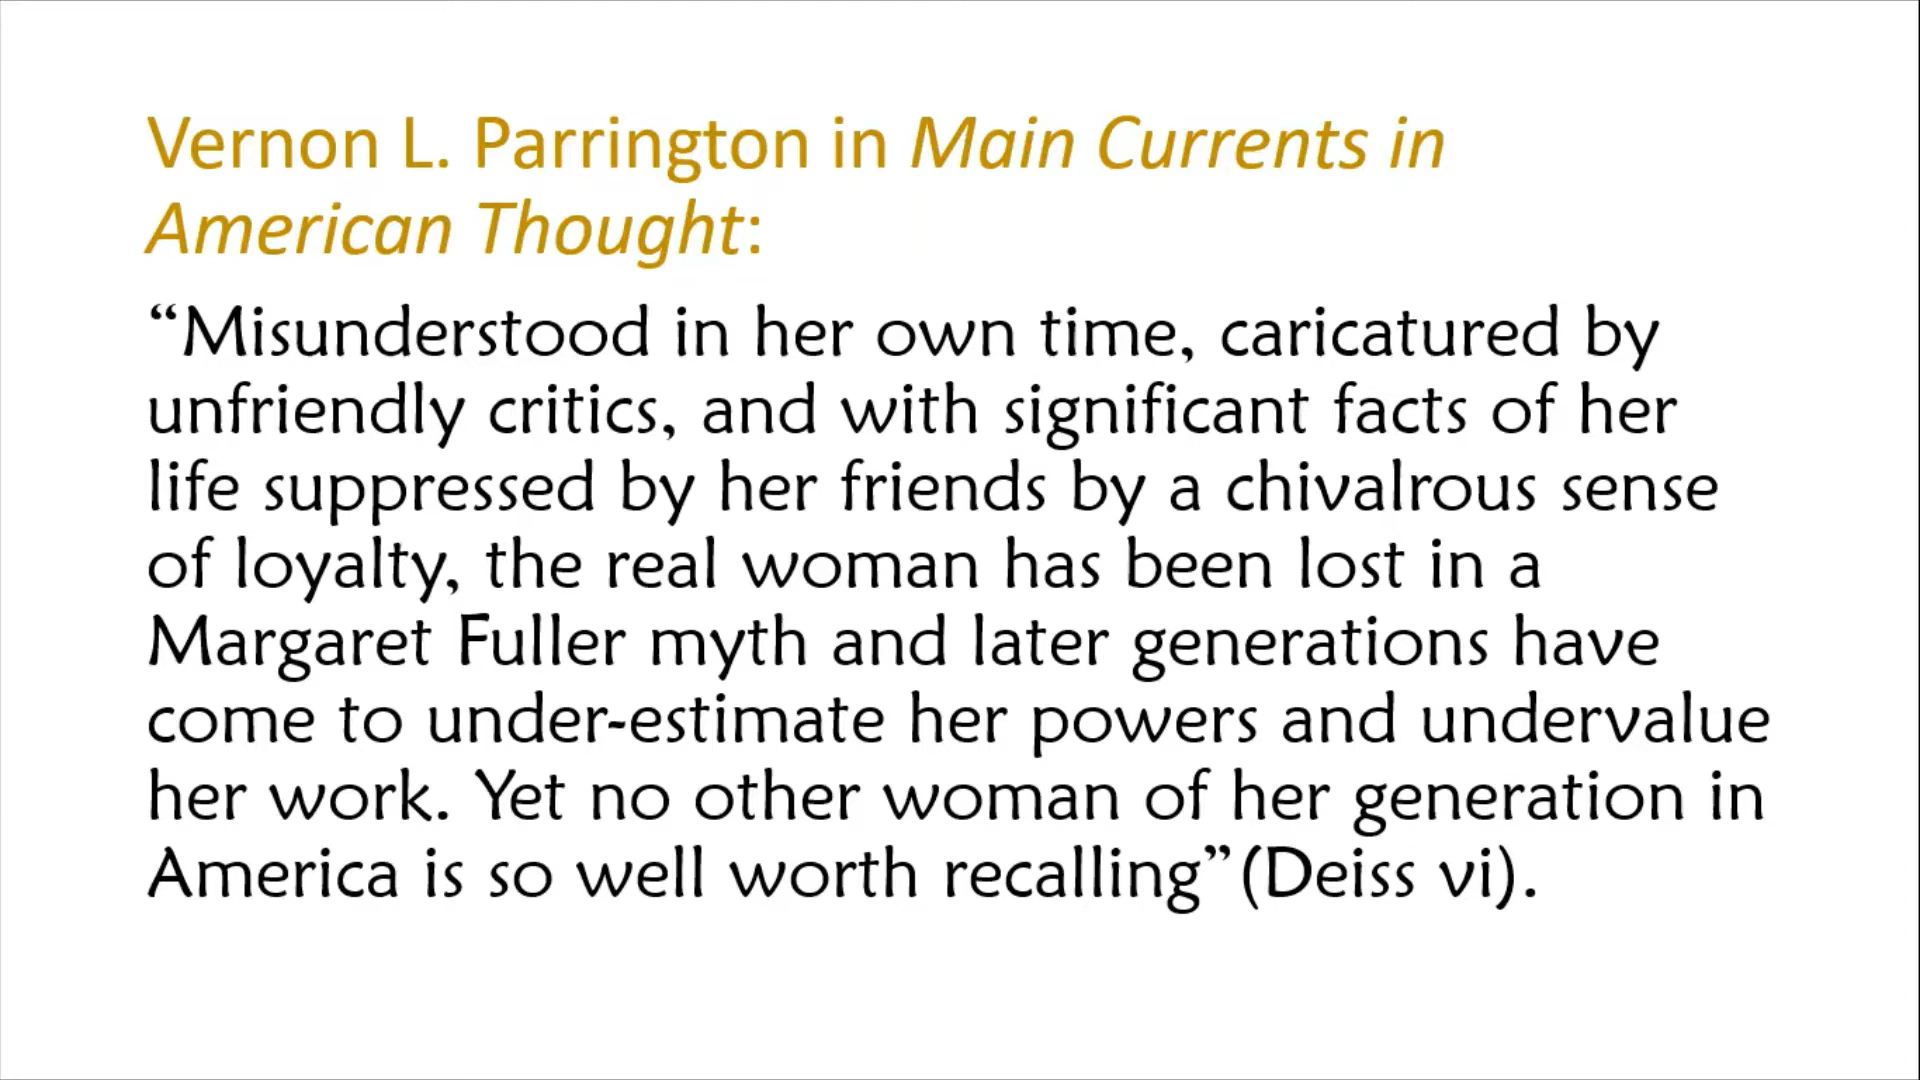 Vernon L. Parrington in Main Currents in
American Thought:
“Misunderstood in her own time, caricatured by
unfriendly critics, and with significant facts of her
life suppressed by her friends by a chivalrous sense
of loyalty, the real woman has been lost in a
Margaret Fuller myth and later generations have
come to under-estimate her powers and undervalue
her work. Yet no other woman of her generation in
America is so well worth recalling”(Deiss vi).